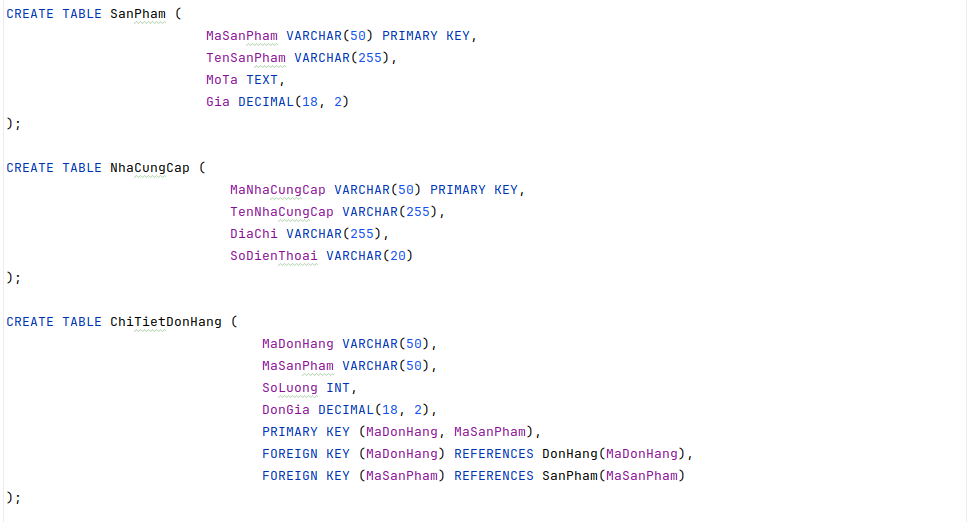 CREATE TABLE SanPham (
MaSanPham VARCHAR(50) PRIMARY KEY,
TenSanPham VARCHAR(255),
MoTa TEXT,
Gia DECIMAL(18, 2)
);
CREATE TABLE NhaCungCap (
MaNhaCungCap VARCHAR(50) PRIMARY KEY,
TenNhaCungCap VARCHAR(255),
DiaChi VARCHAR(255),
SoDienThoai VARCHAR(20)
);
CREATE TABLE ChiTietDonHang (
MaDonHang VARCHAR(50),
MaSanPham VARCHAR(50),
SoLuong INT,
DonGia DECIMAL(18, 2),
PRIMARY KEY (MaDonHang, MaSanPham),
FOREIGN KEY (MaDonHang) REFERENCES DonHang(MaDonHang),
FOREIGN KEY (MaSanPham) REFERENCES SanPham(MaSanPham)
);